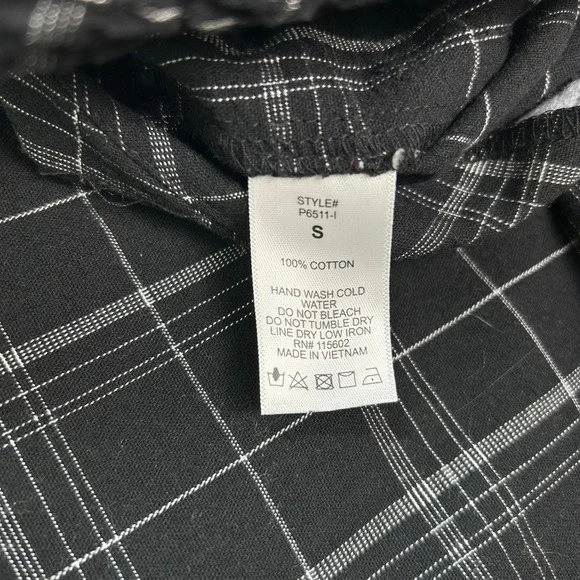 STYLE#
P6511-I
S
100% COTTON
HAND WASH COLD
WATER
DO NOT BLEACH
DO NOT TUMBLE DRY
LINE DRY LOW IRON
RN# 115602
MADE IN VIETNAM